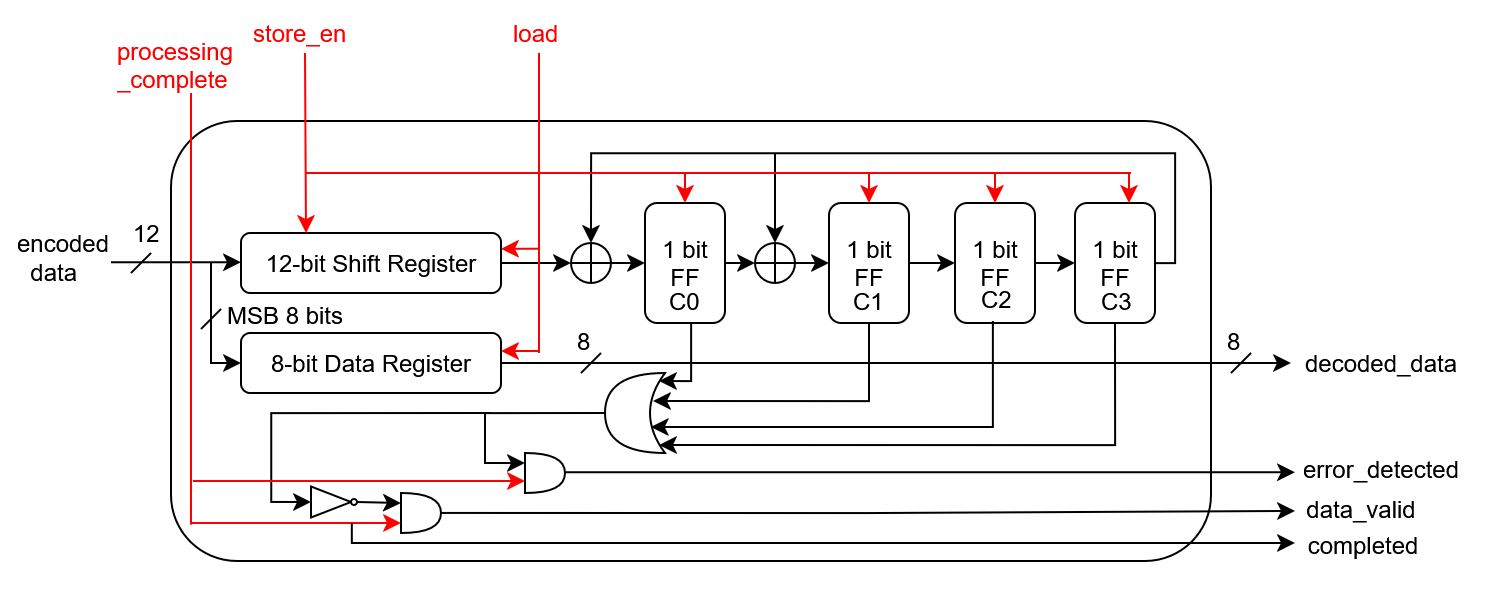 store_en
load
processing
_complete
encoded
data
12
12-bit Shift Register
1 bit
FF
C0
1 bit
FF
C1
1 bit
FF
C2
1 bit
FF
C3
MSB 8 bits
8-bit Data Register
8
8
decoded_data
error_detected
data_valid
completed